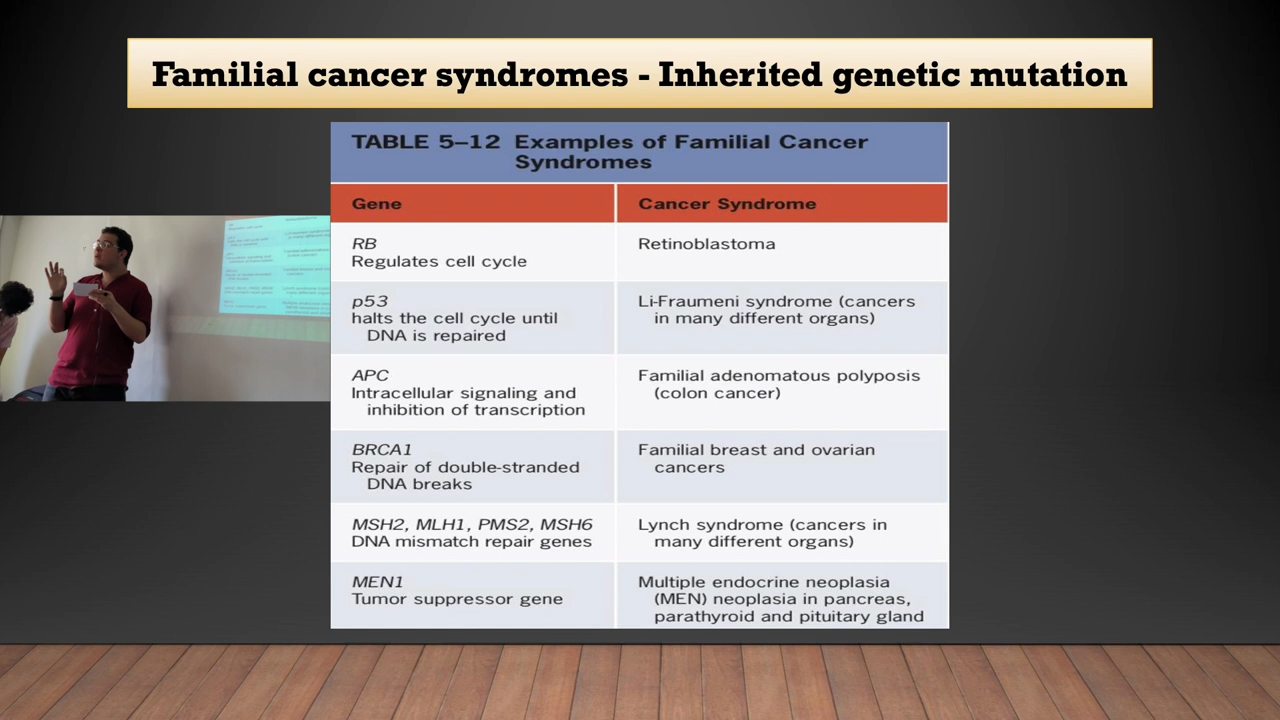 Familial cancer syndromes - Inherited genetic mutation
TABLE 5–12 Examples of Familial Cancer
Syndromes
Gene
Cancer Syndrome
RB
Regulates cell cycle
Retinoblastoma
p53
halts the cell cycle until
DNA is repaired
Li-Fraumeni syndrome (cancers
in many different organs)
APC
Intracellular signaling and
inhibition of transcription
Familial adenomatous polyposis
(colon cancer)
BRCA1
Repair of double-stranded
DNA breaks
Familial breast and ovarian
cancers
MSH2, MLH1, PMS2, MSH6
DNA mismatch repair genes
Lynch syndrome (cancers in
many different organs)
MEN1
Tumor suppressor gene
Multiple endocrine neoplasia
(MEN) neoplasia in pancreas,
parathyroid and pituitary gland